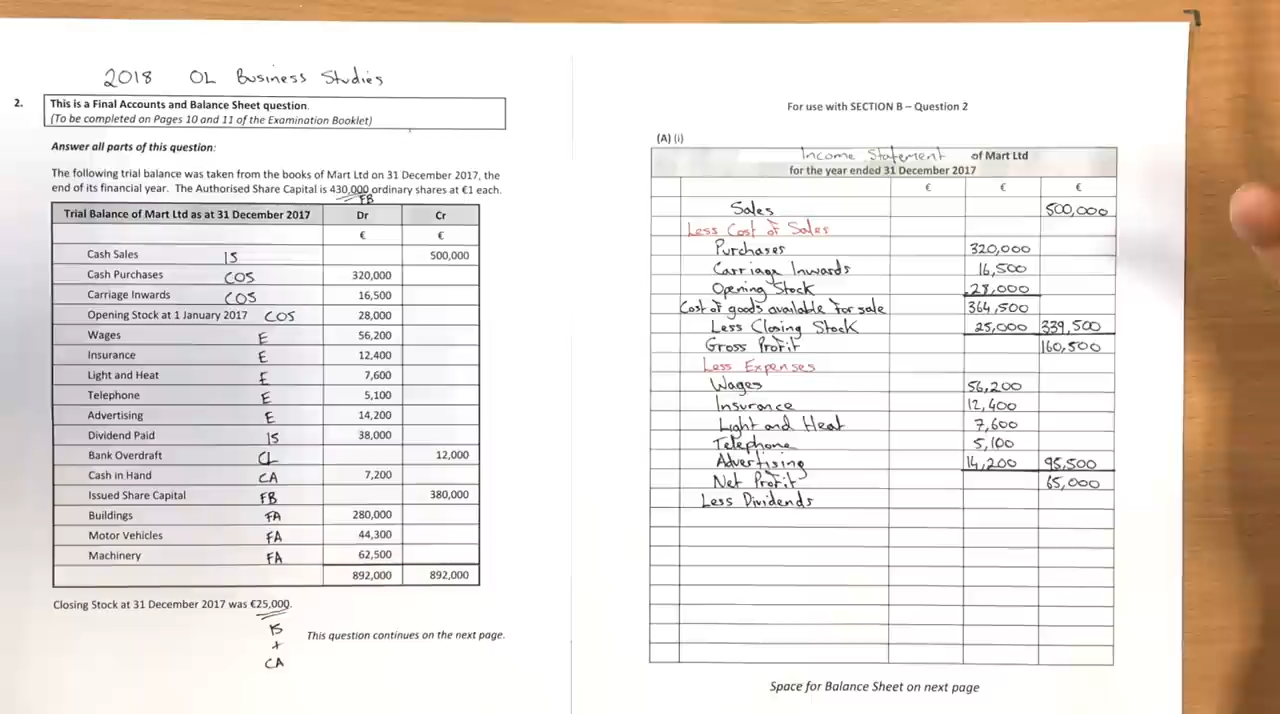 2018 OL Business Studies
2. This is a Final Accounts and Balance Sheet question.
(To be completed on Pages 10 and 11 of the Examination Booklet)
Answer all parts of this question:
The following trial balance was taken from the books of Mart Ltd on 31 December 2017, the
end of its financial year. The Authorised Share Capital is 430,000 ordinary shares at €1 each.
FB
Trial Balance of Mart Ltd as at 31 December 2017 Dr Cr
€ €
Cash Sales IS 500,000
Cash Purchases COS 320,000
Carriage Inwards COS 16,500
Opening Stock at 1 January 2017 COS 28,000
Wages E 56,200
Insurance E 12,400
Light and Heat E 7,600
Telephone E 5,100
Advertising E 14,200
Dividend Paid IS 38,000
Bank Overdraft CL 12,000
Cash in Hand CA 7,200
Issued Share Capital FB 380,000
Buildings FA 280,000
Motor Vehicles FA 44,300
Machinery FA 62,500
892,000 892,000
Closing Stock at 31 December 2017 was €25,000.
IS
+
CA
This question continues on the next page.
For use with SECTION B – Question 2
(A) (i)
Income Statement of Mart Ltd
for the year ended 31 December 2017
€ € €
Sales 500,000
Less Cost of Sales
Purchases 320,000
Carriage Inwards 16,500
Opening Stock 28,000
Cost of goods available for sale 364,500
Less Closing Stock 25,000 339,500
Gross Profit 160,500
Less Expenses
Wages 56,200
Insurance 12,400
Light and Heat 7,600
Telephone 5,100
Advertising 14,200 95,500
Net Profit 65,000
Less Dividends
Space for Balance Sheet on next page